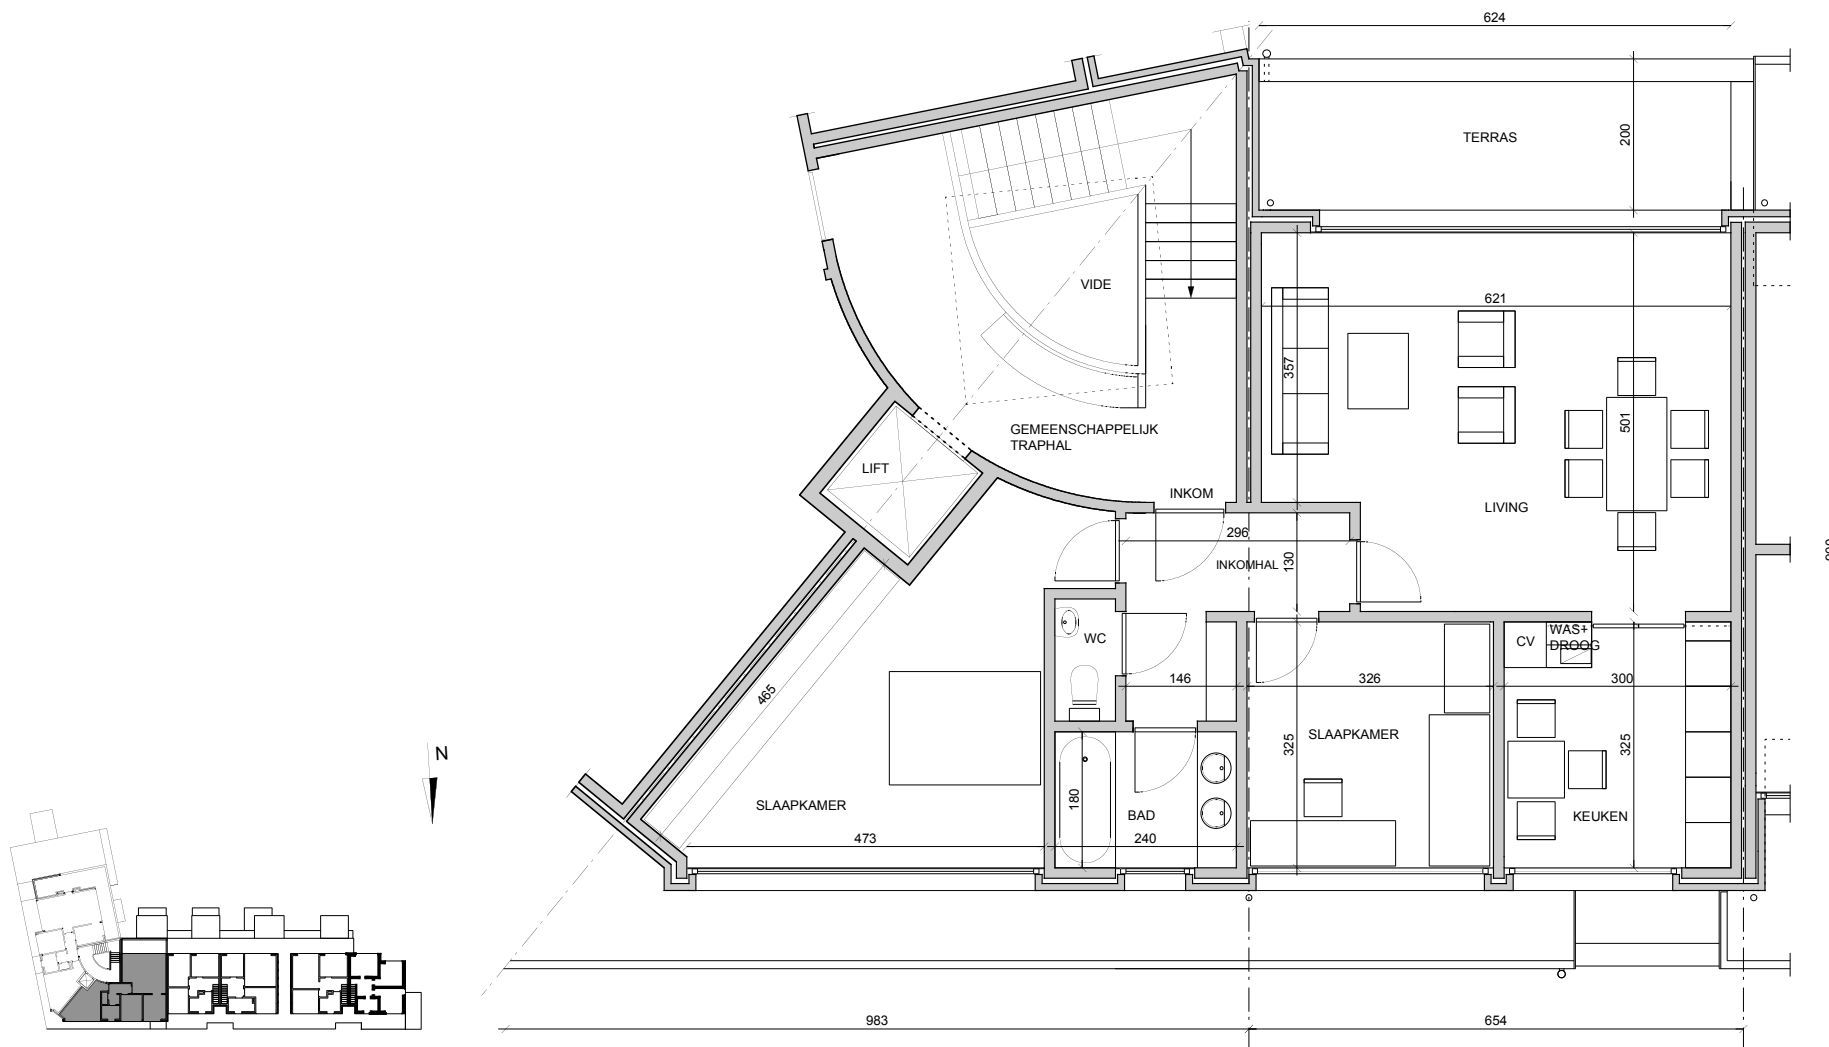 624
TERRAS
200
VIDE
621
357
501
GEMEENSCHAPPELIJK
TRAPHAL
LIFT
INKOM
LIVING
296
INKOMHAL
130
WC
CV
WAS+
DROOG
146
326
300
465
SLAAPKAMER
325
325
N
SLAAPKAMER
180
BAD
KEUKEN
473
240
983
654